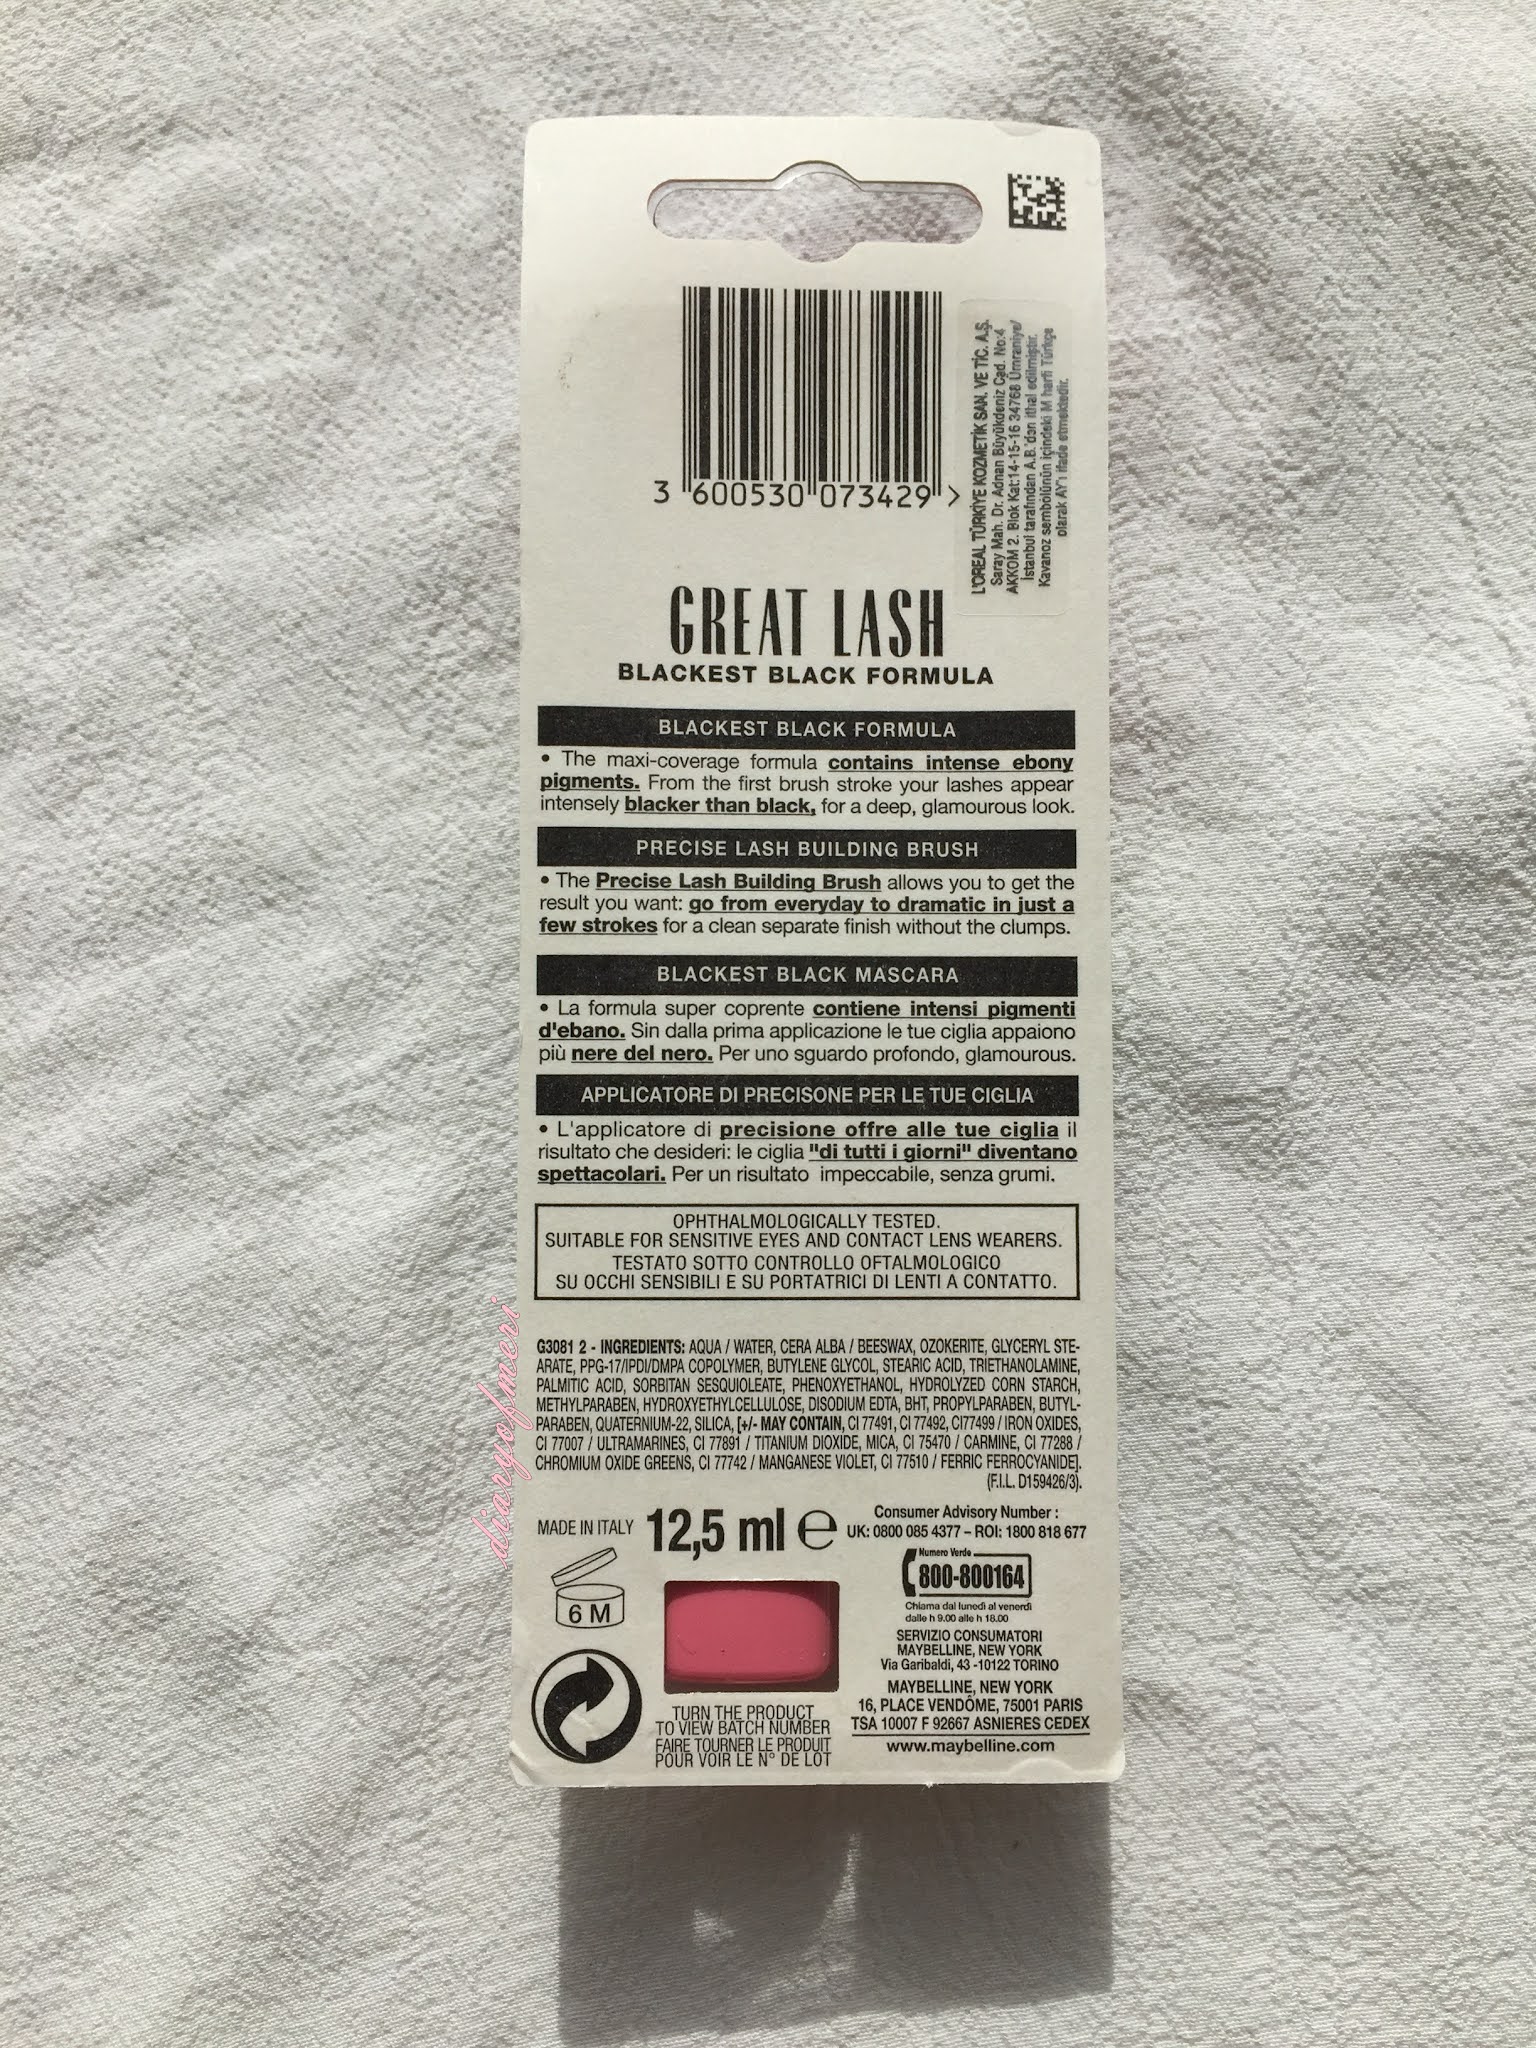 3 600530 073429 >
L'OREAL TÜRKİYE KOZMETİK SAN. VE TİC. A.Ş.
Saray Mah. Dr. Adnan Büyükdeniz Cad. No:4
AKKOM 2. Blok Kat:14-15-16 34768 Ümraniye/
İstanbul tarafından A.B.'den ithal edilmiştir.
Kavanoz sembolünün içindeki M harfi Türkçe
olarak AY'ı ifade etmektedir.
GREAT LASH
BLACKEST BLACK FORMULA
BLACKEST BLACK FORMULA
• The maxi-coverage formula contains intense ebony
pigments. From the first brush stroke your lashes appear
intensely blacker than black, for a deep, glamourous look.
PRECISE LASH BUILDING BRUSH
• The Precise Lash Building Brush allows you to get the
result you want: go from everyday to dramatic in just a
few strokes for a clean separate finish without the clumps.
BLACKEST BLACK MASCARA
• La formula super coprente contiene intensi pigmenti
d'ebano. Sin dalla prima applicazione le tue ciglia appaiono
più nere del nero. Per uno sguardo profondo, glamourous.
APPLICATORE DI PRECISONE PER LE TUE CIGLIA
• L'applicatore di precisione offre alle tue ciglia il
risultato che desideri: le ciglia "di tutti i giorni" diventano
spettacolari. Per un risultato impeccabile, senza grumi.
OPHTHALMOLOGICALLY TESTED.
SUITABLE FOR SENSITIVE EYES AND CONTACT LENS WEARERS.
TESTATO SOTTO CONTROLLO OFTALMOLOGICO
SU OCCHI SENSIBILI E SU PORTATRICI DI LENTI A CONTATTO.
G3081 2 - INGREDIENTS: AQUA / WATER, CERA ALBA / BEESWAX, OZOKERITE, GLYCERYL STE-
ARATE, PPG-17/IPDI/DMPA COPOLYMER, BUTYLENE GLYCOL, STEARIC ACID, TRIETHANOLAMINE,
PALMITIC ACID, SORBITAN SESQUIOLEATE, PHENOXYETHANOL, HYDROLYZED CORN STARCH,
METHYLPARABEN, HYDROXYETHYLCELLULOSE, DISODIUM EDTA, BHT, PROPYLPARABEN, BUTYL-
PARABEN, QUATERNIUM-22, SILICA, [+/- MAY CONTAIN, CI 77491, CI 77492, CI77499 / IRON OXIDES,
CI 77007 / ULTRAMARINES, CI 77891 / TITANIUM DIOXIDE, MICA, CI 75470 / CARMINE, CI 77288 /
CHROMIUM OXIDE GREENS, CI 77742 / MANGANESE VIOLET, CI 77510 / FERRIC FERROCYANIDE].
(F.I.L. D159426/3).
diaryofmeri
MADE IN ITALY 12,5 ml e
6 M
TURN THE PRODUCT
TO VIEW BATCH NUMBER
FAIRE TOURNER LE PRODUIT
POUR VOIR LE N° DE LOT
Consumer Advisory Number :
UK: 0800 085 4377 – ROI: 1800 818 677
Numero Verde
800-800164
Chiama dal lunedì al venerdì
dalle h 9.00 alle h 18.00
SERVIZIO CONSUMATORI
MAYBELLINE, NEW YORK
Via Garibaldi, 43 -10122 TORINO
MAYBELLINE, NEW YORK
16, PLACE VENDÔME, 75001 PARIS
TSA 10007 F 92667 ASNIERES CEDEX
www.maybelline.com